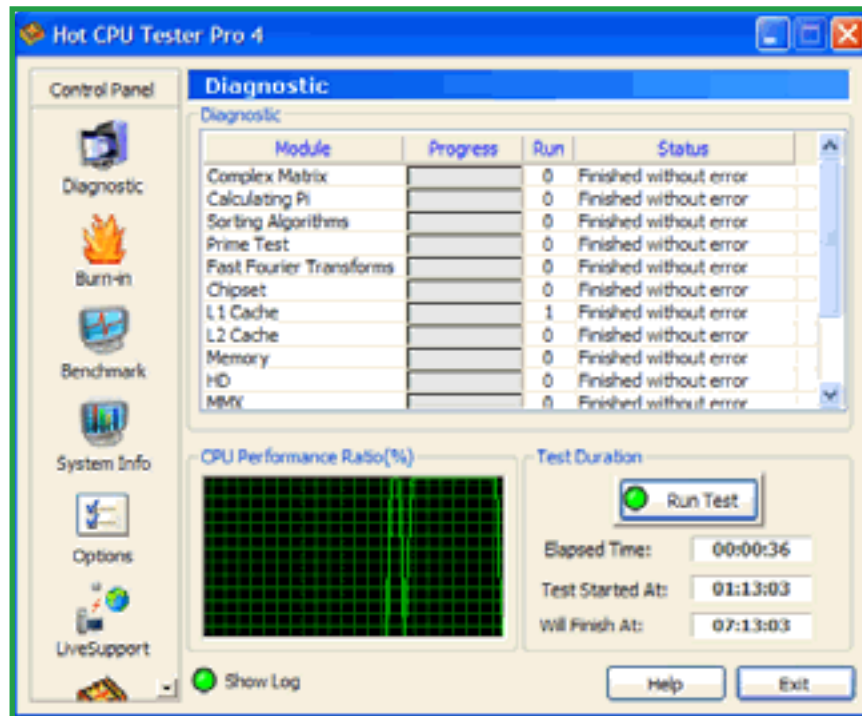 Hot CPU Tester Pro 4
Control Panel
Diagnostic
Burn-in
Benchmark
System Info
Options
LiveSupport
Diagnostic
Diagnostic
Module Progress Run Status
Complex Matrix 0 Finished without error
Calculating Pi 0 Finished without error
Sorting Algorithms 0 Finished without error
Prime Test 0 Finished without error
Fast Fourier Transforms 0 Finished without error
Chipset 0 Finished without error
L1 Cache 1 Finished without error
L2 Cache 0 Finished without error
Memory 0 Finished without error
HD 0 Finished without error
MMX 0 Finished without error
CPU Performance Ratio(%)
Test Duration
Run Test
Elapsed Time: 00:00:36
Test Started At: 01:13:03
Will Finish At: 07:13:03
Show Log
Help
Exit